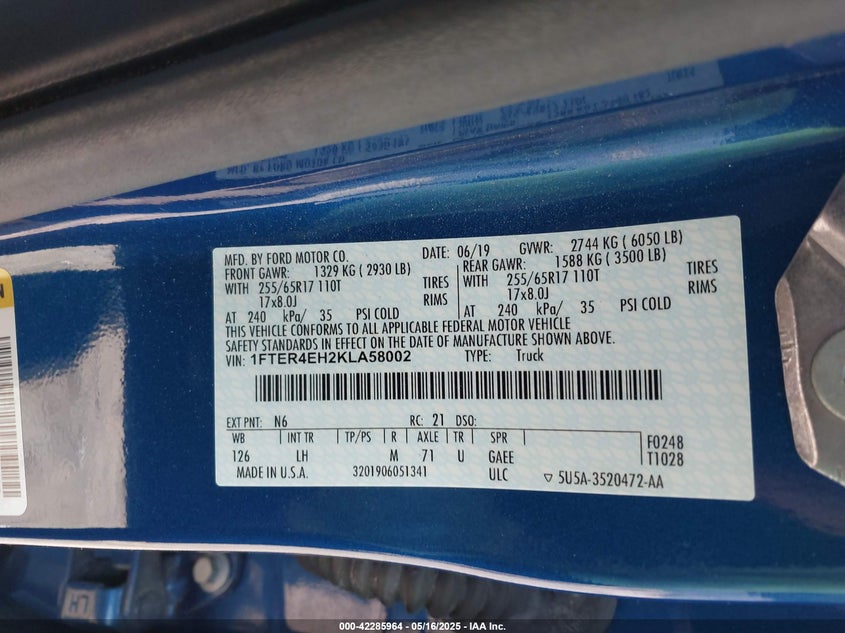 MFD. BY FORD MOTOR CO. DATE: 06/19 GVWR: 2744 KG ( 6050 LB)
FRONT GAWR: 1329 KG ( 2930 LB) REAR GAWR: 1588 KG ( 3500 LB)
WITH 255/65R17 110T TIRES WITH 255/65R17 110T TIRES
17x8.0J RIMS 17x8.0J RIMS
AT 240 kPa/ 35 PSI COLD AT 240 kPa/ 35 PSI COLD
THIS VEHICLE CONFORMS TO ALL APPLICABLE FEDERAL MOTOR VEHICLE
SAFETY STANDARDS IN EFFECT ON THE DATE OF MANUFACTURE SHOWN ABOVE.
VIN: 1FTER4EH2KLA58002 TYPE: Truck
EXT PNT: N6 RC: 21 DSO:
WB INT TR TP/PS R AXLE TR SPR F0248
126 LH M 71 U GAEE T1028
MADE IN U.S.A. 3201906051341 ULC ▽ 5U5A-3520472-AA
LH
000-42285964 - 05/16/2025 - IAA Inc.